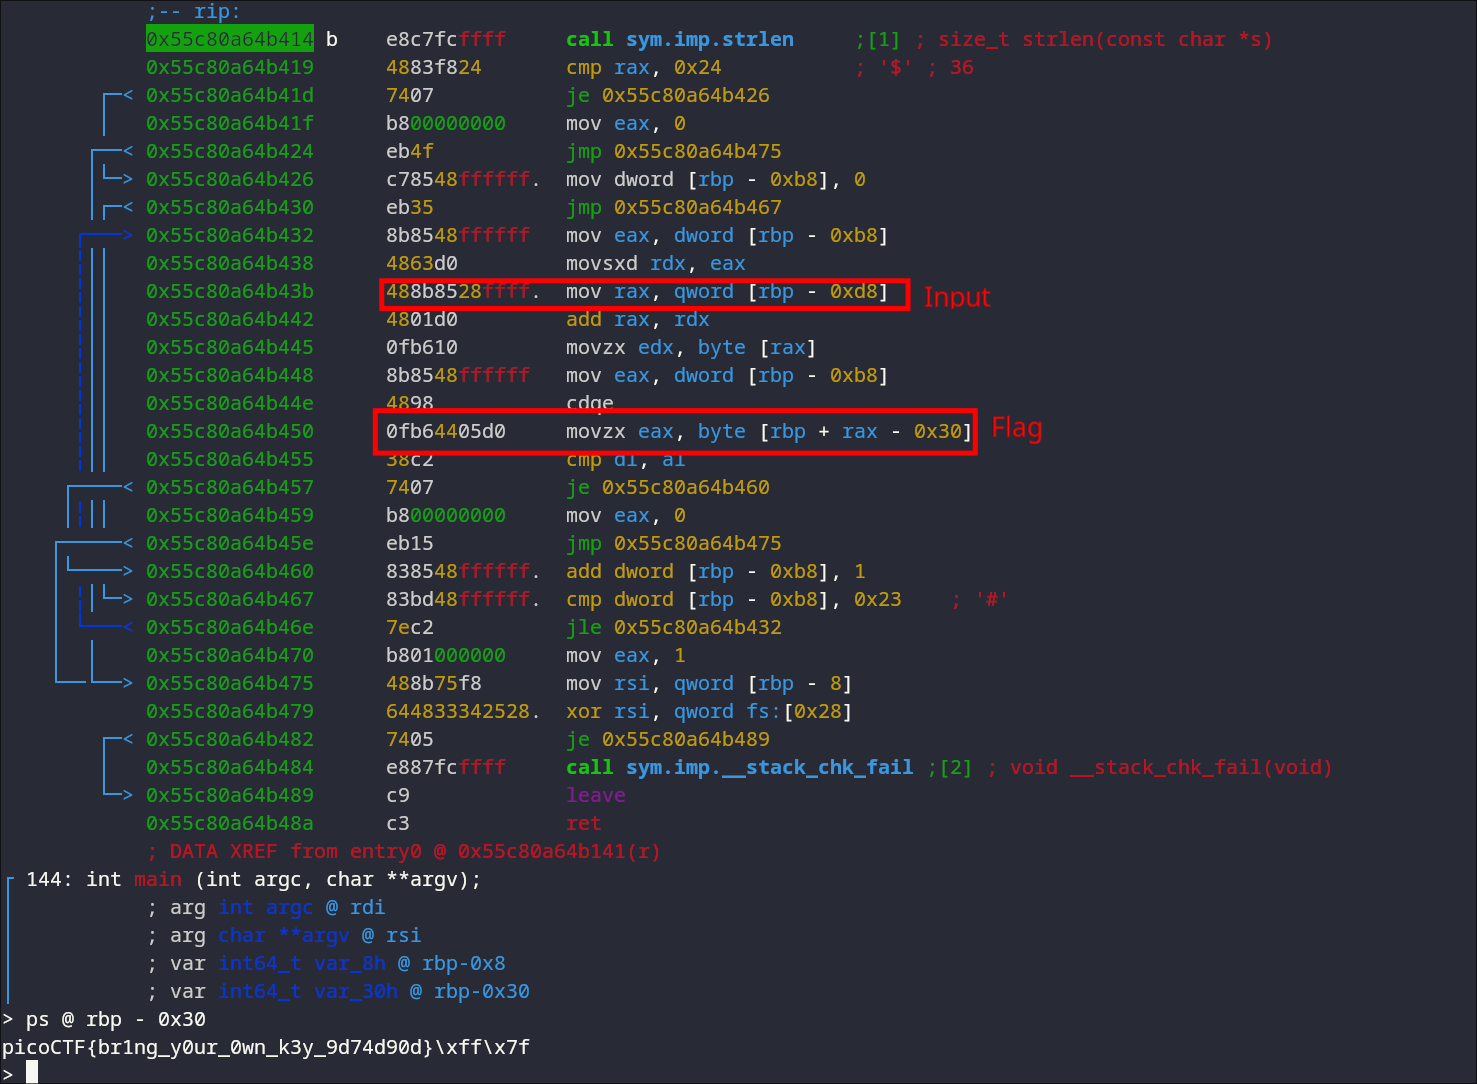 ;-- rip:
0x55c80a64b414 b e8c7fcffff call sym.imp.strlen ;[1] ; size_t strlen(const char *s)
0x55c80a64b419 4883f824 cmp rax, 0x24 ; '$' ; 36
< 0x55c80a64b41d 7407 je 0x55c80a64b426
0x55c80a64b41f b800000000 mov eax, 0
< 0x55c80a64b424 eb4f jmp 0x55c80a64b475
> 0x55c80a64b426 c78548ffffff. mov dword [rbp - 0xb8], 0
< 0x55c80a64b430 eb35 jmp 0x55c80a64b467
> 0x55c80a64b432 8b8548ffffff mov eax, dword [rbp - 0xb8]
0x55c80a64b438 4863d0 movsxd rdx, eax
0x55c80a64b43b 488b8528ffff. mov rax, qword [rbp - 0xd8] Input
0x55c80a64b442 4801d0 add rax, rdx
0x55c80a64b445 0fb610 movzx edx, byte [rax]
0x55c80a64b448 8b8548ffffff mov eax, dword [rbp - 0xb8]
0x55c80a64b44e 4898 cdqe
0x55c80a64b450 0fb64405d0 movzx eax, byte [rbp + rax - 0x30] Flag
0x55c80a64b455 38c2 cmp dl, al
< 0x55c80a64b457 7407 je 0x55c80a64b460
0x55c80a64b459 b800000000 mov eax, 0
< 0x55c80a64b45e eb15 jmp 0x55c80a64b475
> 0x55c80a64b460 838548ffffff. add dword [rbp - 0xb8], 1
> 0x55c80a64b467 83bd48ffffff. cmp dword [rbp - 0xb8], 0x23 ; '#'
< 0x55c80a64b46e 7ec2 jle 0x55c80a64b432
0x55c80a64b470 b801000000 mov eax, 1
> 0x55c80a64b475 488b75f8 mov rsi, qword [rbp - 8]
0x55c80a64b479 644833342528. xor rsi, qword fs:[0x28]
< 0x55c80a64b482 7405 je 0x55c80a64b489
0x55c80a64b484 e887fcffff call sym.imp.__stack_chk_fail ;[2] ; void __stack_chk_fail(void)
> 0x55c80a64b489 c9 leave
0x55c80a64b48a c3 ret
; DATA XREF from entry0 @ 0x55c80a64b141(r)
144: int main (int argc, char **argv);
; arg int argc @ rdi
; arg char **argv @ rsi
; var int64_t var_8h @ rbp-0x8
; var int64_t var_30h @ rbp-0x30
> ps @ rbp - 0x30
picoCTF{br1ng_y0ur_0wn_k3y_9d74d90d}\xff\x7f
>